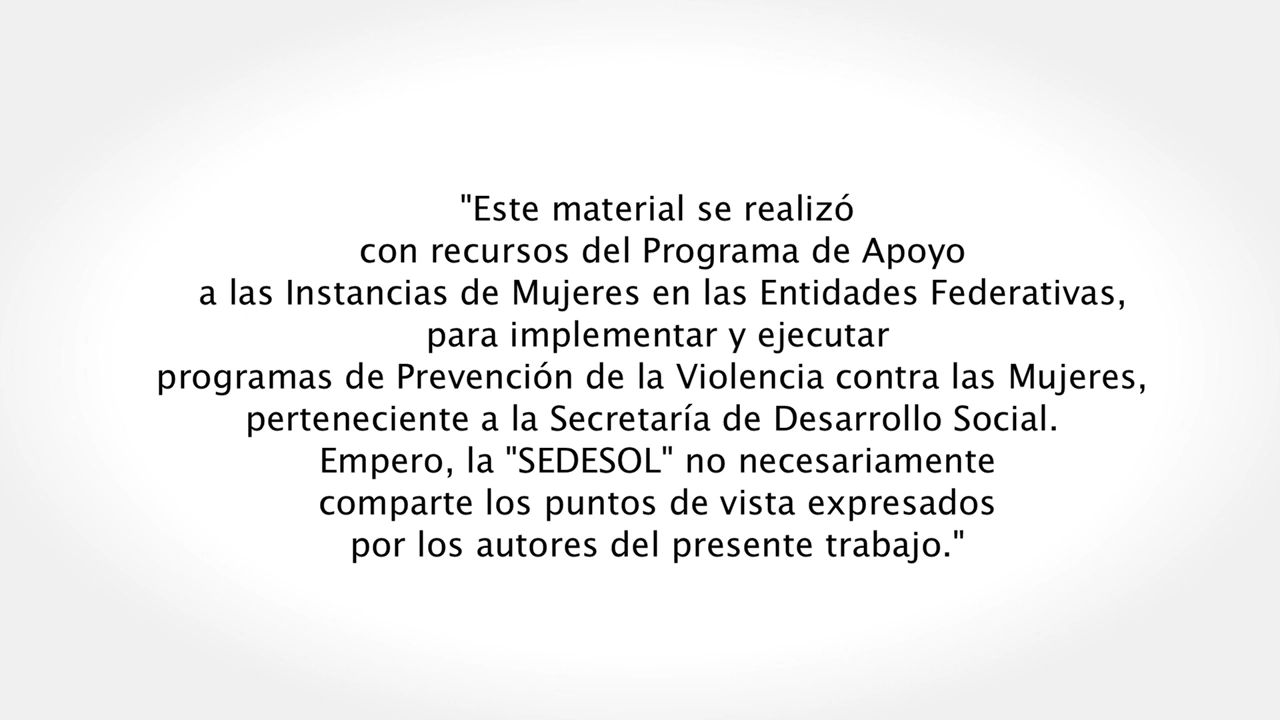 "Este material se realizó
con recursos del Programa de Apoyo
a las Instancias de Mujeres en las Entidades Federativas,
para implementar y ejecutar
programas de Prevención de la Violencia contra las Mujeres,
perteneciente a la Secretaría de Desarrollo Social.
Empero, la "SEDESOL" no necesariamente
comparte los puntos de vista expresados
por los autores del presente trabajo."